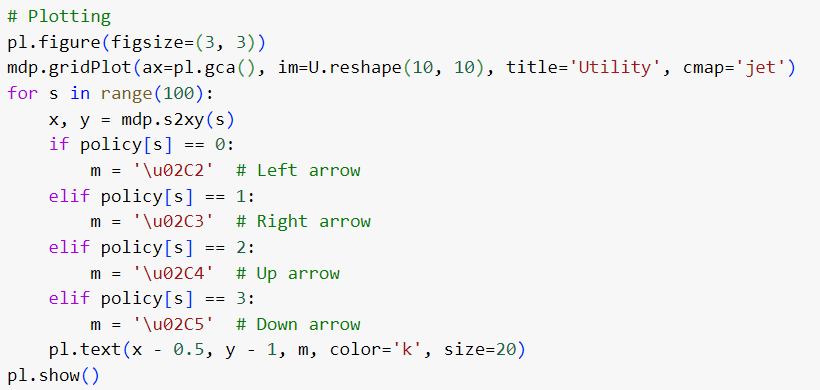 # Plotting
pl.figure(figsize=(3, 3))
mdp.gridPlot(ax=pl.gca(), im=U.reshape(10, 10), title='Utility', cmap='jet')
for s in range(100):
    x, y = mdp.s2xy(s)
    if policy[s] == 0:
        m = '\u02C2'  # Left arrow
    elif policy[s] == 1:
        m = '\u02C3'  # Right arrow
    elif policy[s] == 2:
        m = '\u02C4'  # Up arrow
    elif policy[s] == 3:
        m = '\u02C5'  # Down arrow
    pl.text(x - 0.5, y - 1, m, color='k', size=20)
pl.show()